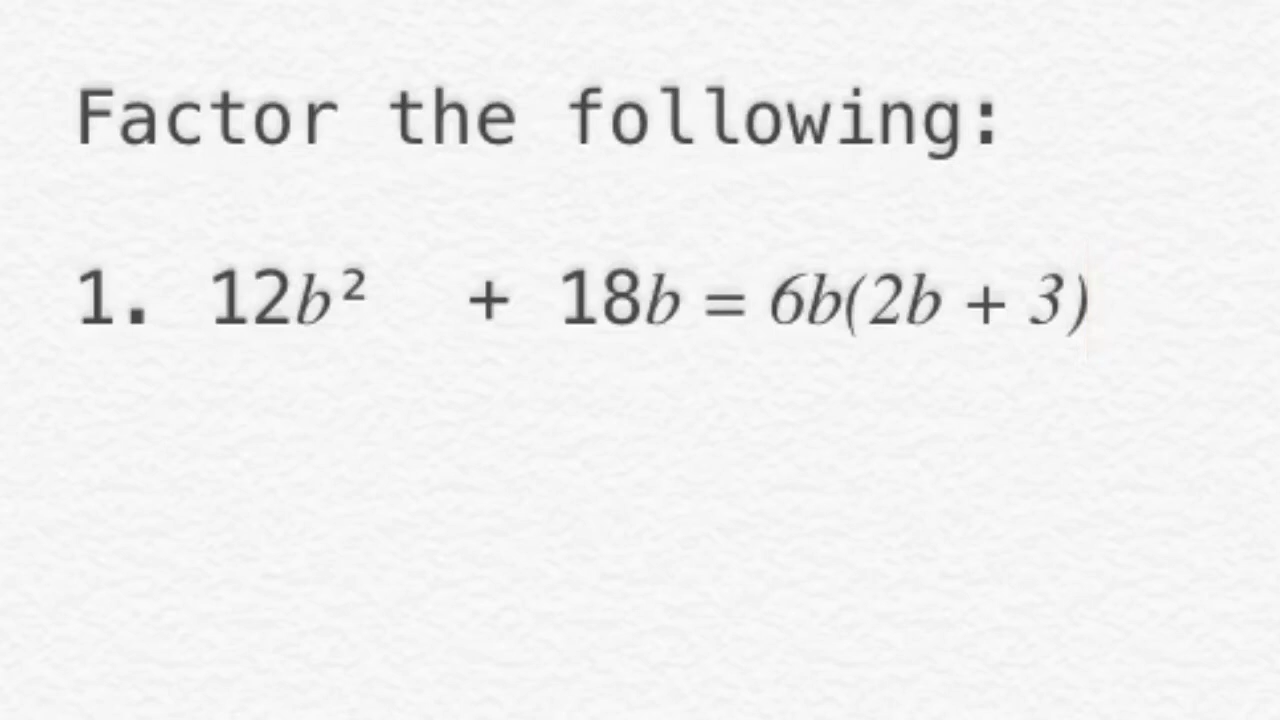 Factor the following:
1. 12b² + 18b = 6b(2b + 3)